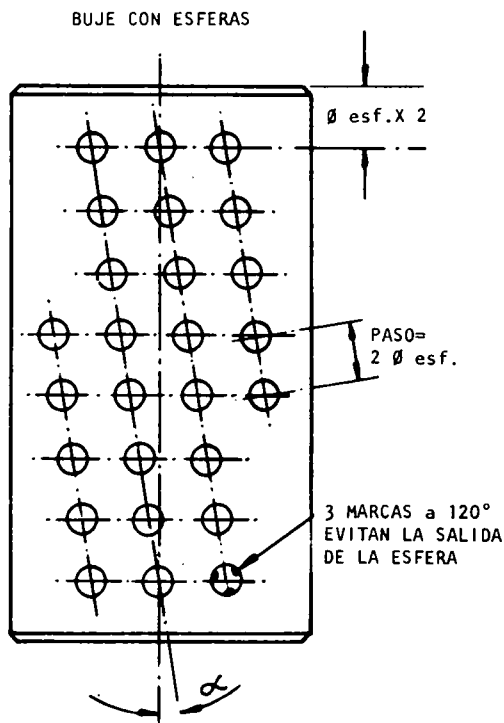 BUJE CON ESFERAS
Ø esf.X 2
PASO=
2 Ø esf.
3 MARCAS a 120°
EVITAN LA SALIDA
DE LA ESFERA
α